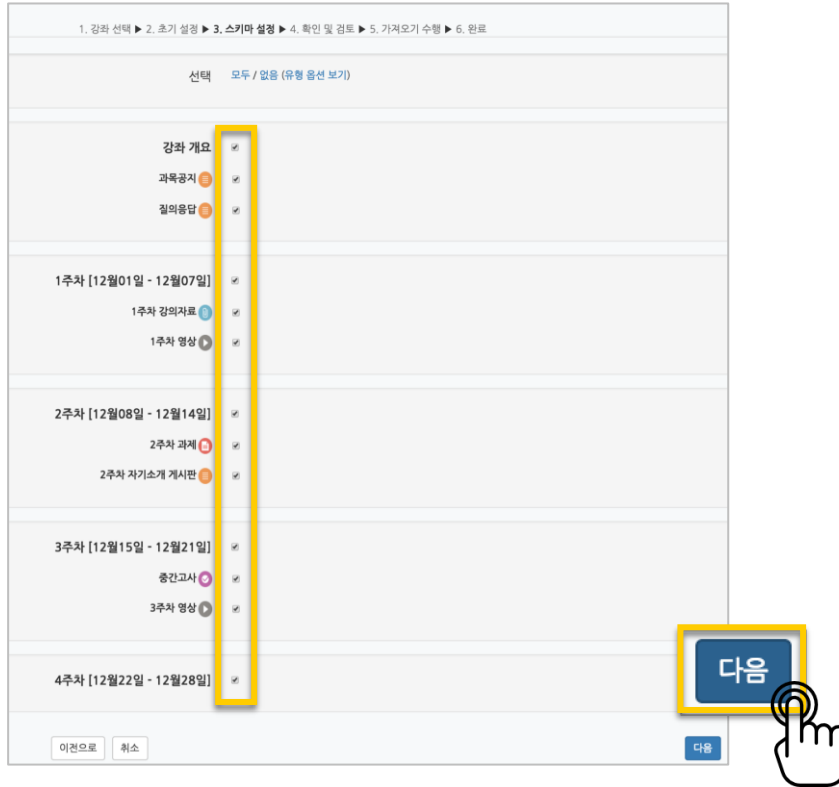 1. 강좌 선택 ▶ 2. 초기 설정 ▶ 3. 스키마 설정 ▶ 4. 확인 및 검토 ▶ 5. 가져오기 수행 ▶ 6. 완료
선택 모두 / 없음 (유형 옵션 보기)
강좌 개요
과목공지
질의응답
1주차 [12월01일 - 12월07일]
1주차 강의자료
1주차 영상
2주차 [12월08일 - 12월14일]
2주차 과제
2주차 자기소개 게시판
3주차 [12월15일 - 12월21일]
중간고사
3주차 영상
4주차 [12월22일 - 12월28일]
다음
이전으로 취소 다음